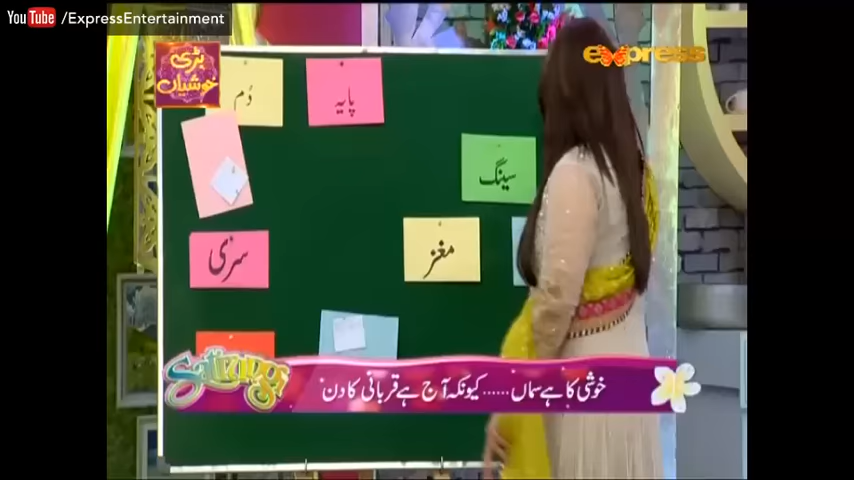 YouTube /ExpressEntertainment
express
بڑی
خوشیاں
دُم
پایہ
سینگ
سری
مغز
Satrangi
خوشی کا ہے سماں ...... کیونکہ آج ہے قربانی کا دن